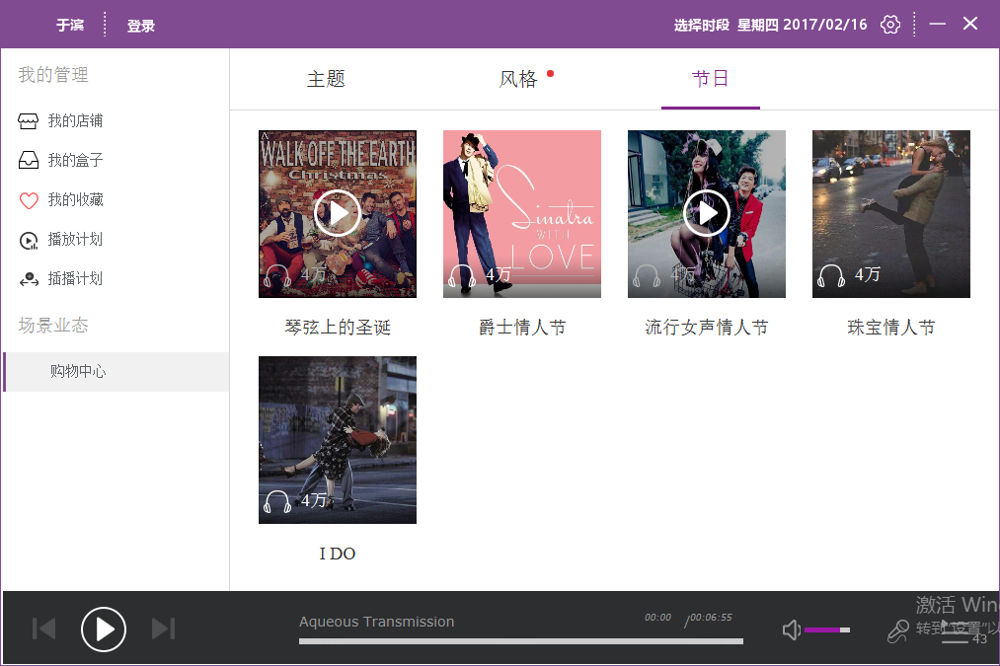 于滨 登录 选择时段 星期四 2017/02/16
我的管理
我的店铺
我的盒子
我的收藏
播放计划
插播计划
场景业态
购物中心
主题 风格 节日
WALK OFF THE EARTH
Christmas
4万
琴弦上的圣诞
Sinatra
WITH
LOVE
4万
爵士情人节
4万
流行女声情人节
4万
珠宝情人节
4万
I DO
Aqueous Transmission 00:00 /00:06:55
43
激活 Win
转到"设置"以